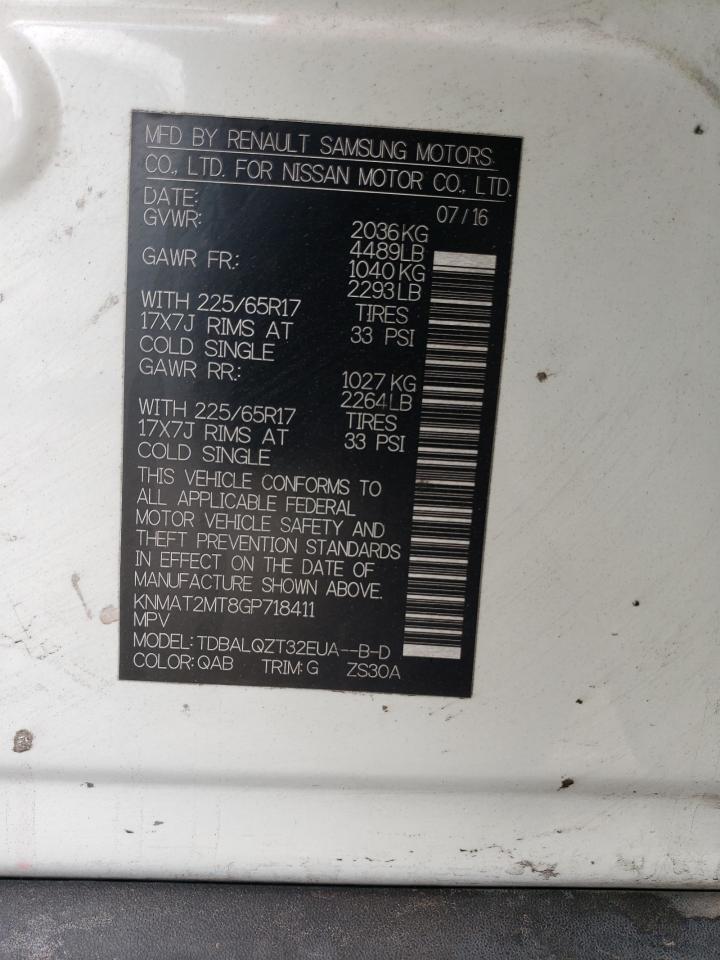 MFD BY RENAULT SAMSUNG MOTORS
CO., LTD. FOR NISSAN MOTOR CO., LTD.
DATE: 07/16
GVWR: 2036KG
4489LB
GAWR FR.: 1040KG
2293LB
WITH 225/65R17 TIRES
17X7J RIMS AT 33 PSI
COLD SINGLE
GAWR RR.: 1027KG
2264LB
WITH 225/65R17 TIRES
17X7J RIMS AT 33 PSI
COLD SINGLE
THIS VEHICLE CONFORMS TO
ALL APPLICABLE FEDERAL
MOTOR VEHICLE SAFETY AND
THEFT PREVENTION STANDARDS
IN EFFECT ON THE DATE OF
MANUFACTURE SHOWN ABOVE.
KNMAT2MT8GP718411
MPV
MODEL: TDBALQZT32EUA--B-D
COLOR: QAB TRIM: G ZS30A